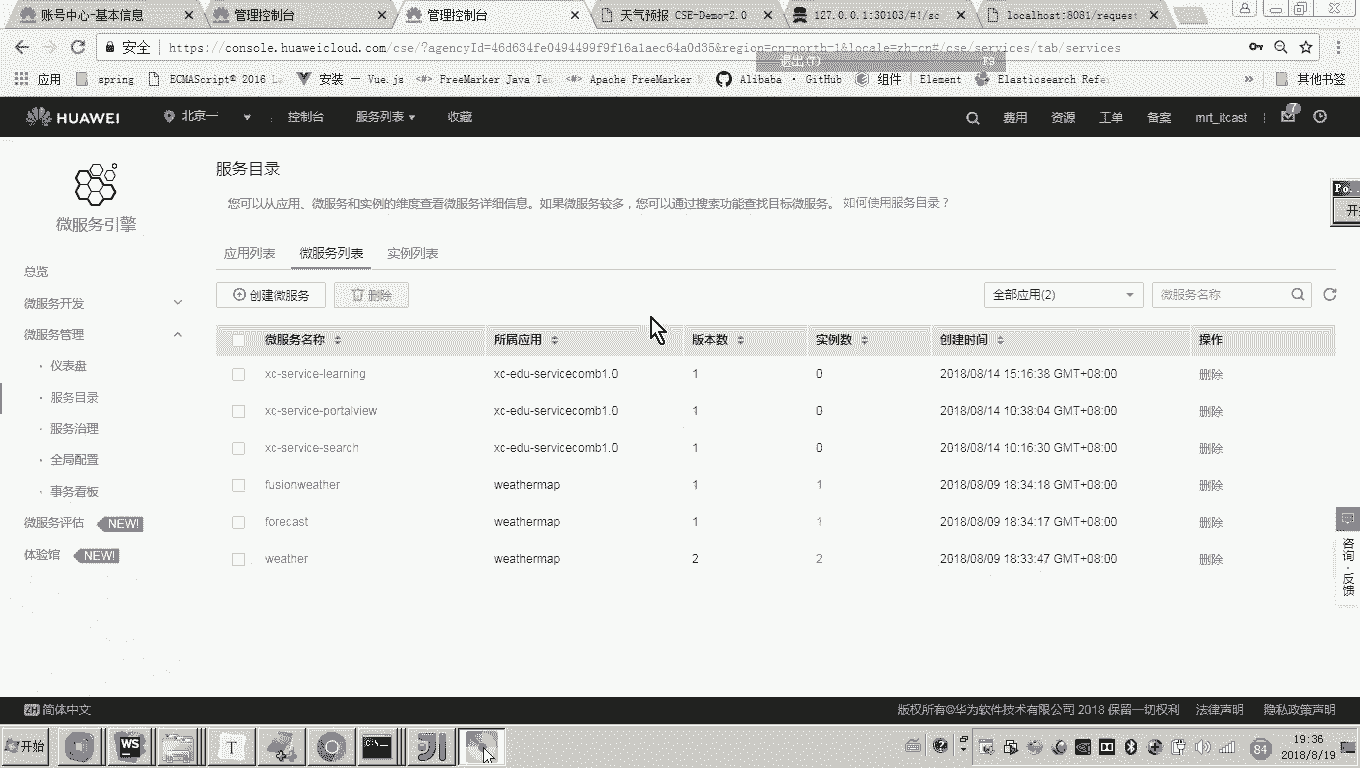 账号中心-基本信息
管理控制台
管理控制台
天气预报 CSE-Demo-2.0
127.0.0.1:30103/#!/sc
localhost:8081/request
安全
https://console.huaweicloud.com/cse/?agencyId=46d634fe0494499f9f16a1aec64a0d35&region=cn-north-1&locale=zh-cn#/cse/services/tab/services
退出(T) F9
应用
spring
ECMAScript® 2016 L
安装 — Vue.js
FreeMarker Java Te
Apache FreeMarker
Alibaba · GitHub
组件 | Element
Elasticsearch Refe
»
其他书签
HUAWEI
北京一
控制台
服务列表
收藏
费用
资源
工单
备案
mrt_itcast
7
微服务引擎
总览
微服务开发
微服务管理
· 仪表盘
· 服务目录
· 服务治理
· 全局配置
· 事务看板
微服务评估 NEW!
体验馆 NEW!
服务目录
您可以从应用、微服务和实例的维度查看微服务详细信息。如果微服务较多，您可以通过搜索功能查找目标微服务。 如何使用服务目录？
应用列表 微服务列表 实例列表
创建微服务 删除 全部应用(2) 微服务名称
微服务名称 所属应用 版本数 实例数 创建时间 操作
xc-service-learning xc-edu-servicecomb1.0 1 0 2018/08/14 15:16:38 GMT+08:00 删除
xc-service-portalview xc-edu-servicecomb1.0 1 0 2018/08/14 10:38:04 GMT+08:00 删除
xc-service-search xc-edu-servicecomb1.0 1 0 2018/08/14 10:16:30 GMT+08:00 删除
fusionweather weathermap 1 1 2018/08/09 18:34:18 GMT+08:00 删除
forecast weathermap 1 1 2018/08/09 18:34:17 GMT+08:00 删除
weather weathermap 2 2 2018/08/09 18:33:47 GMT+08:00 删除
Po...
咨询·反馈
ZH 简体中文
版权所有©华为软件技术有限公司 2018 保留一切权利 法律声明 隐私政策声明
开始
WS
T
84
19:36
2018/8/19